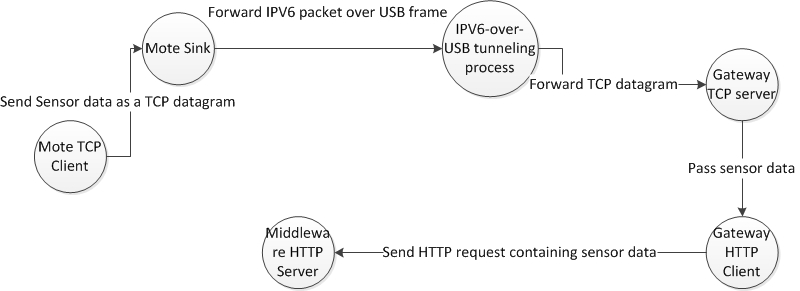 Forward IPV6 packet over USB frame
Mote Sink
IPV6-over-
USB tunneling
process
Forward TCP datagram
Gateway
TCP server
Send Sensor data as a TCP datagram
Mote TCP
Client
Pass sensor data
Gateway
HTTP
Client
Send HTTP request containing sensor data
Middlewa
re HTTP
Server